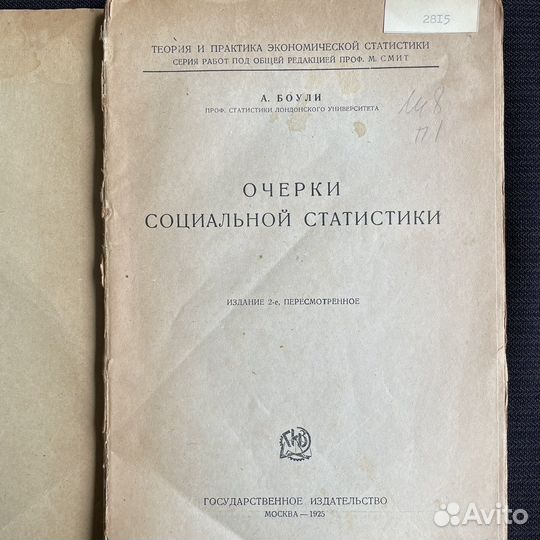 2815
ТЕОРИЯ И ПРАКТИКА ЭКОНОМИЧЕСКОЙ СТАТИСТИКИ
СЕРИЯ РАБОТ ПОД ОБЩЕЙ РЕДАКЦИЕЙ ПРОФ. М. СМИТ
А. БОУЛИ
ПРОФ. СТАТИСТИКИ ЛОНДОНСКОГО УНИВЕРСИТЕТА
ОЧЕРКИ
СОЦИАЛЬНОЙ СТАТИСТИКИ
ИЗДАНИЕ 2-е, ПЕРЕСМОТРЕННОЕ
ГОСУДАРСТВЕННОЕ ИЗДАТЕЛЬСТВО
МОСКВА — 1925
Avito